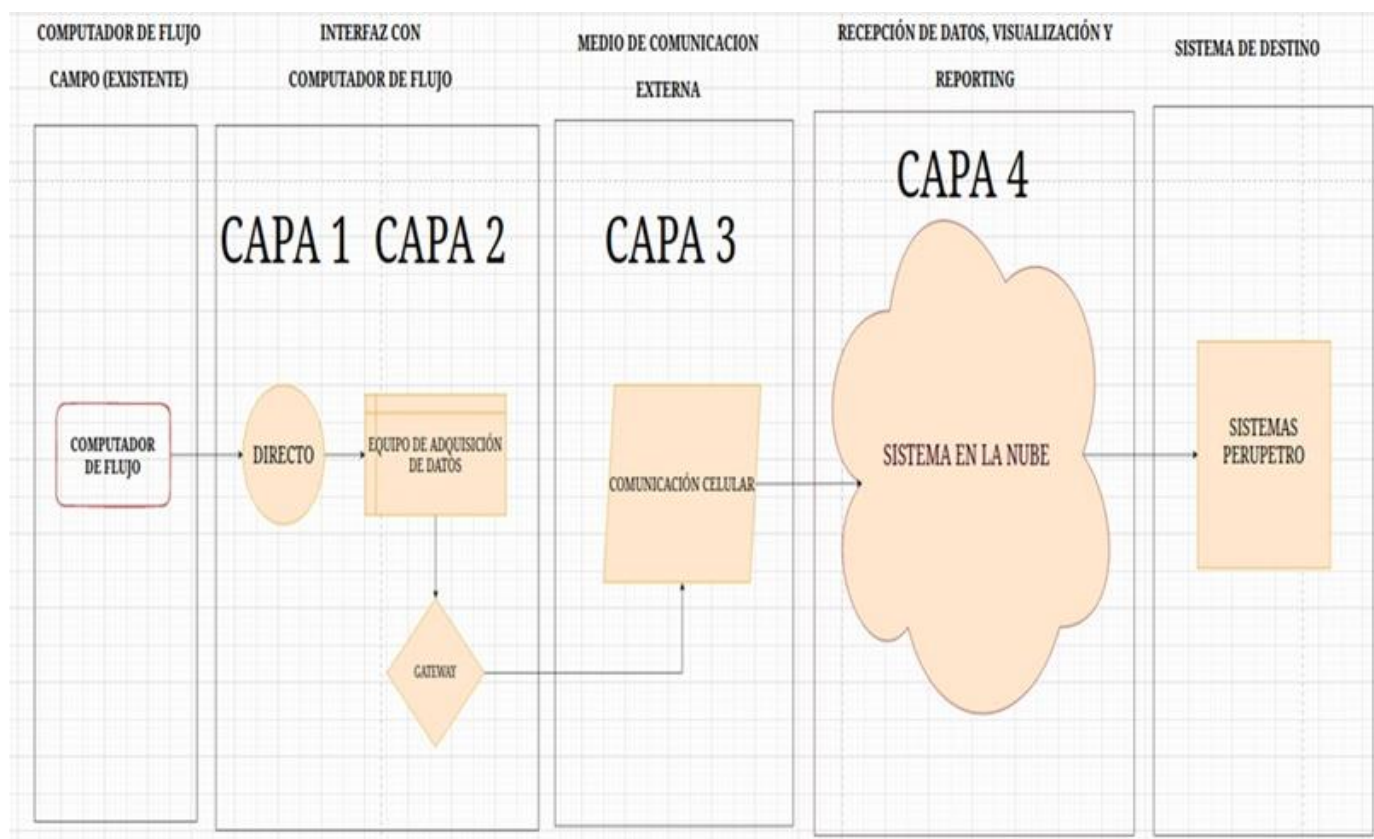 COMPUTADOR DE FLUJO
CAMPO (EXISTENTE)
INTERFAZ CON
COMPUTADOR DE FLUJO
MEDIO DE COMUNICACION
EXTERNA
RECEPCIÓN DE DATOS, VISUALIZACIÓN Y
REPORTING
SISTEMA DE DESTINO
CAPA 1
CAPA 2
CAPA 3
CAPA 4
COMPUTADOR
DE FLUJO
DIRECTO
EQUIPO DE ADQUISICIÓN
DE DATOS
GATEWAY
COMUNICACIÓN CELULAR
SISTEMA EN LA NUBE
SISTEMAS
PERUPETRO